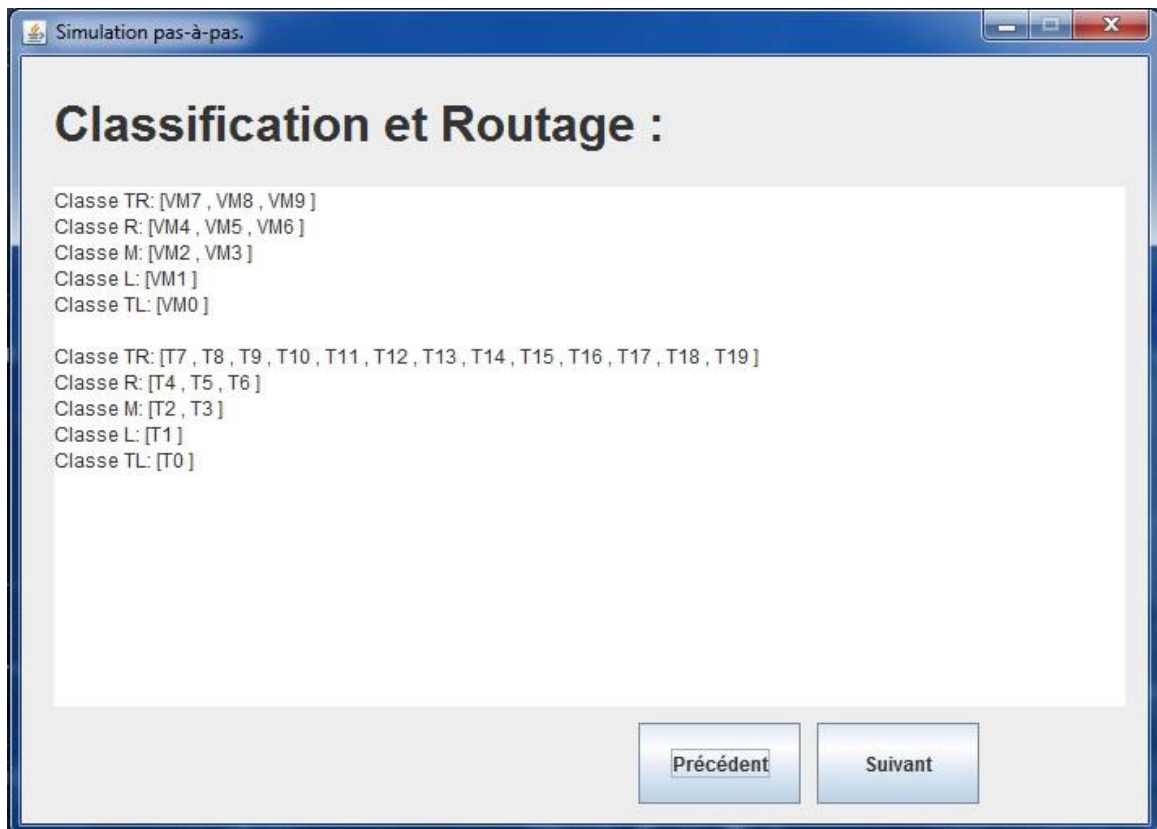 Simulation pas-à-pas.
Classification et Routage :
Classe TR: [VM7 , VM8 , VM9 ]
Classe R: [VM4 , VM5 , VM6 ]
Classe M: [VM2 , VM3 ]
Classe L: [VM1 ]
Classe TL: [VM0 ]
Classe TR: [T7 , T8 , T9 , T10 , T11 , T12 , T13 , T14 , T15 , T16 , T17 , T18 , T19 ]
Classe R: [T4 , T5 , T6 ]
Classe M: [T2 , T3 ]
Classe L: [T1 ]
Classe TL: [T0 ]
Précédent Suivant